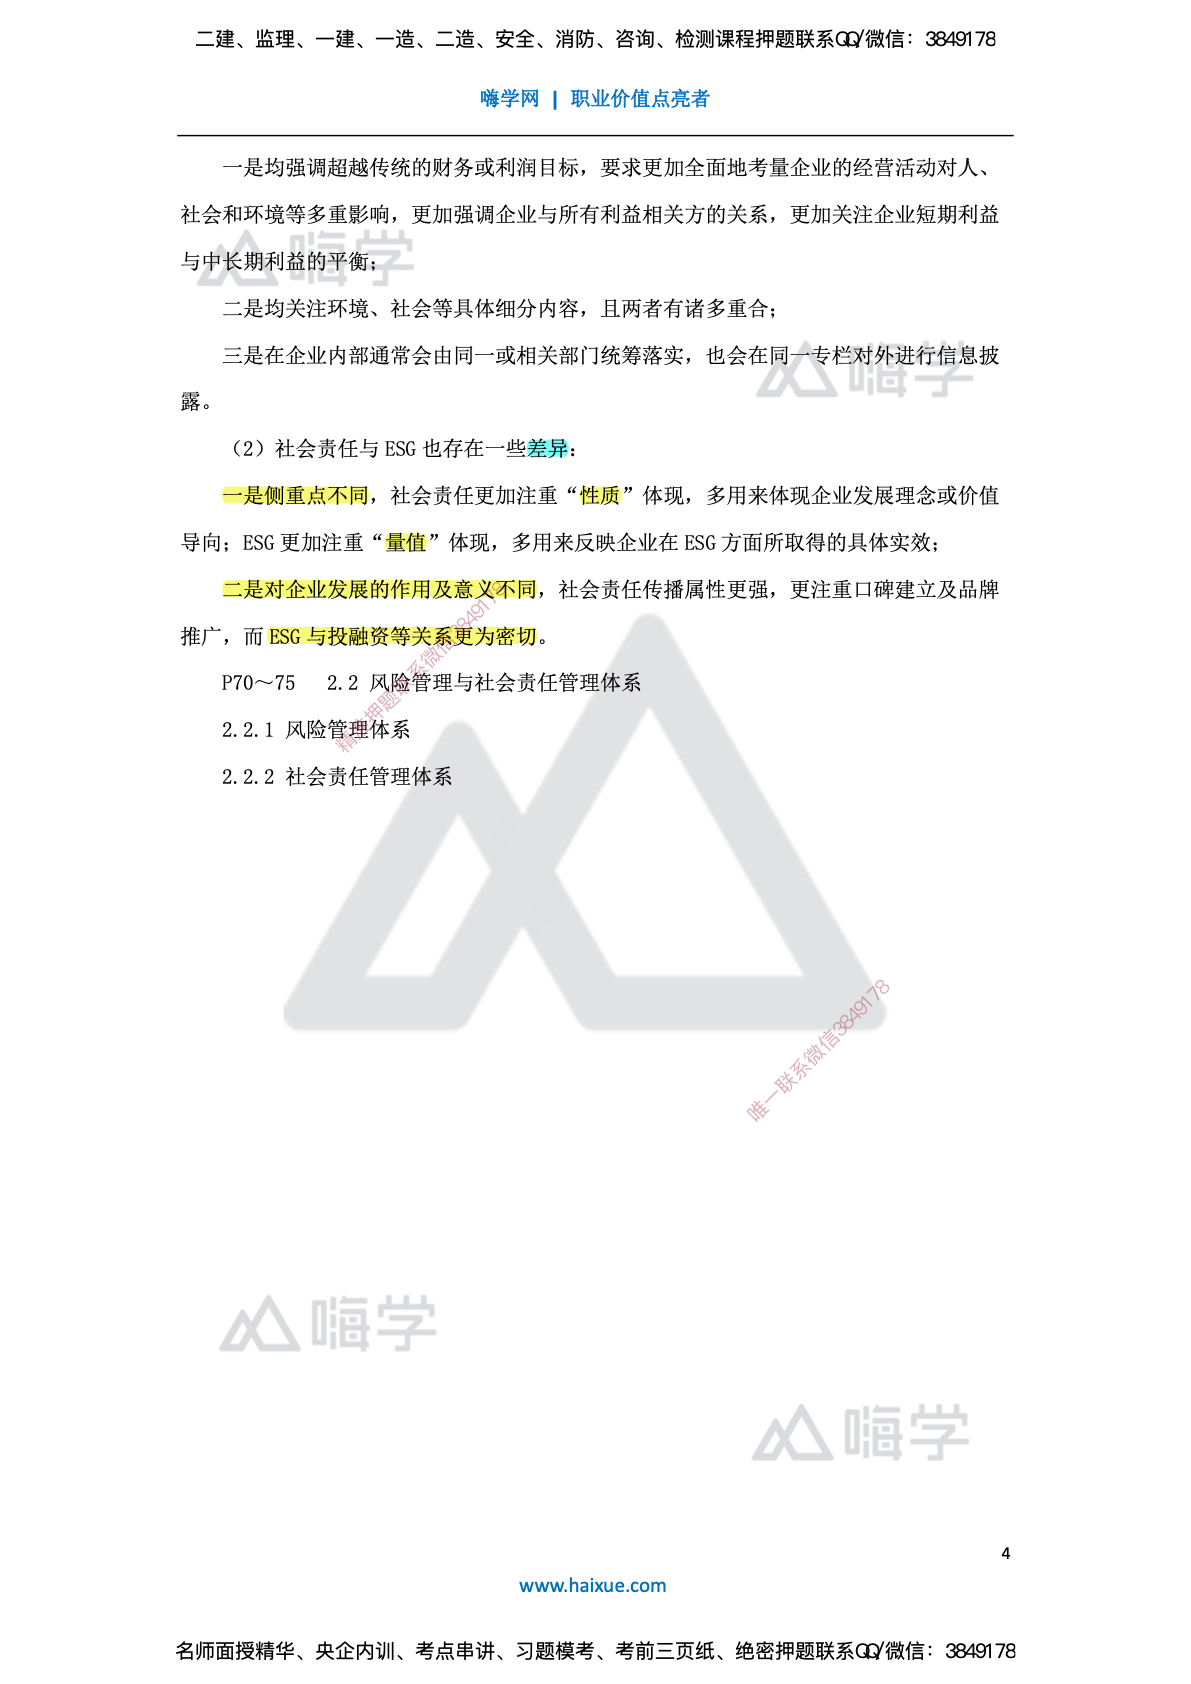 二建、监理、一建、一造、二造、安全、消防、咨询、检测课程押题联系QQ/微信：3849178
嗨学网 | 职业价值点亮者
一是均强调超越传统的财务或利润目标，要求更加全面地考量企业的经营活动对人、
社会和环境等多重影响，更加强调企业与所有利益相关方的关系，更加关注企业短期利益
与中长期利益的平衡；
嗨学
二是均关注环境、社会等具体细分内容，且两者有诸多重合；
三是在企业内部通常会由同一或相关部门统筹落实，也会在同一专栏对外进行信息披
露。
嗨学
（2）社会责任与 ESG 也存在一些差异：
一是侧重点不同，社会责任更加注重“性质”体现，多用来体现企业发展理念或价值
导向；ESG 更加注重“量值”体现，多用来反映企业在 ESG 方面所取得的具体实效；
二是对企业发展的作用及意义不同，社会责任传播属性更强，更注重口碑建立及品牌
推广，而 ESG 与投融资等关系更为密切。
精准押题联系微信3849178
P70～75 2.2 风险管理与社会责任管理体系
2.2.1 风险管理体系
2.2.2 社会责任管理体系
唯一联系微信3849178
嗨学
嗨学
4
www.haixue.com
名师面授精华、央企内训、考点串讲、习题模考、考前三页纸、绝密押题联系QQ/微信：3849178